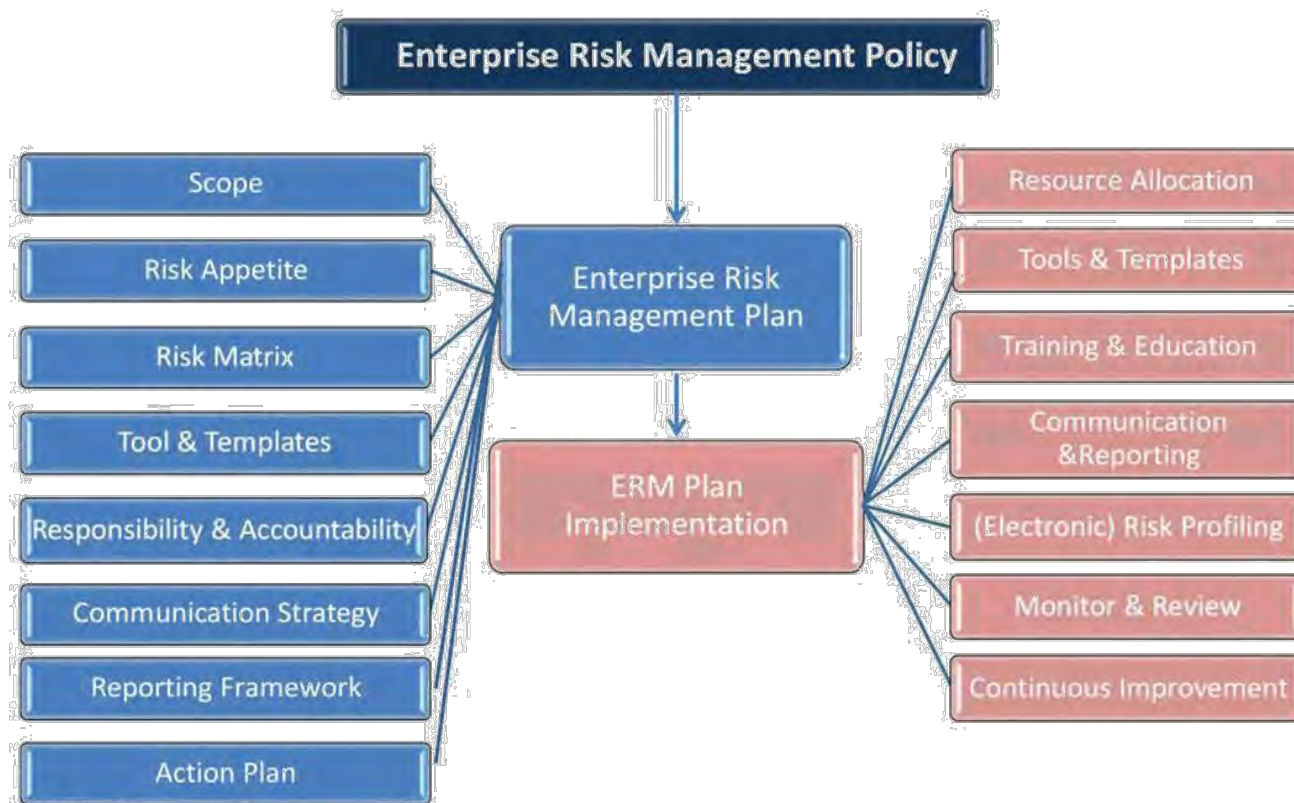 Enterprise Risk Management Policy
Scope
Risk Appetite
Risk Matrix
Tool & Templates
Responsibility & Accountability
Communication Strategy
Reporting Framework
Action Plan
Enterprise Risk
Management Plan
ERM Plan
Implementation
Resource Allocation
Tools & Templates
Training & Education
Communication
&Reporting
(Electronic) Risk Profiling
Monitor & Review
Continuous Improvement